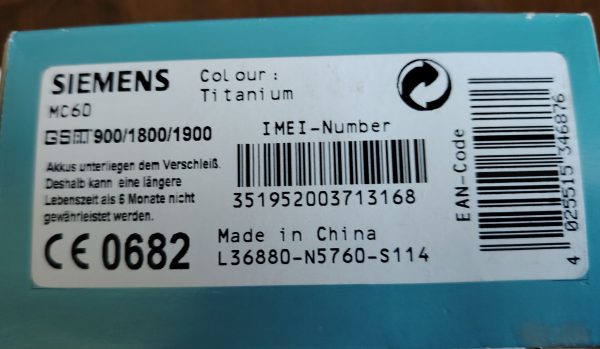 SIEMENS
MC60
GSM 900/1800/1900
Akkus unterliegen dem Verschleiß.
Deshalb kann eine längere
Lebenszeit als 6 Monate nicht
gewährleistet werden.
CE 0682
Colour:
Titanium
IMEI-Number
351952003713168
Made in China
L36880-N5760-S114
EAN-Code
4 025515 346876